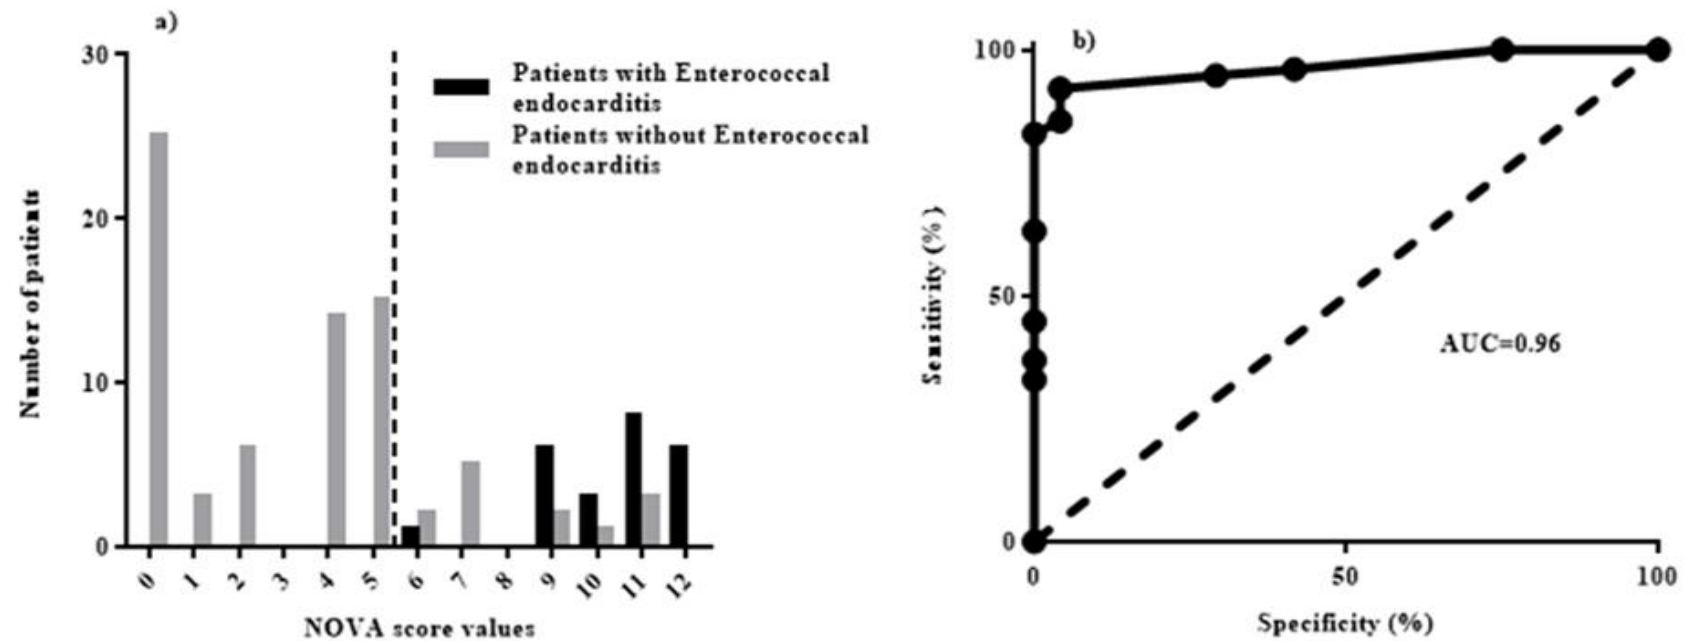 a)
30
20
10
0
Number of patients
Patients with Enterococcal
endocarditis
Patients without Enterococcal
endocarditis
0 1 2 3 4 5 6 7 8 9 10 11 12
NOVA score values
b)
100
50
0
Sensitivity (%)
AUC=0.96
0 50 100
Specificity (%)